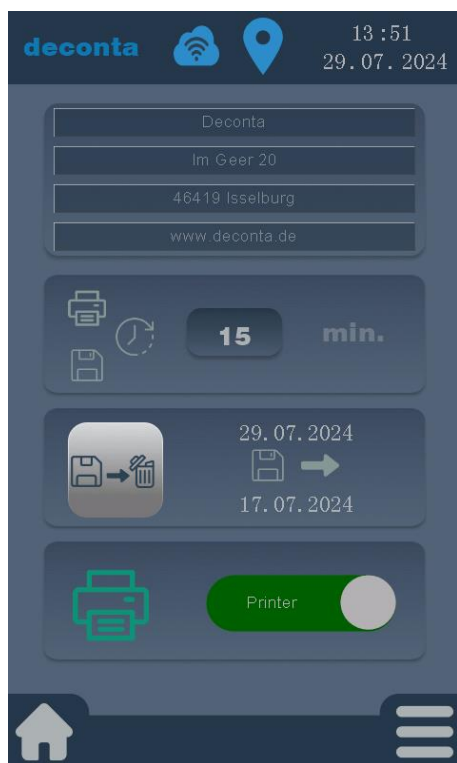 deconta
13:51
29.07.2024
Deconta
Im Geer 20
46419 Isselburg
www.deconta.de
15 min.
29.07.2024
17.07.2024
Printer